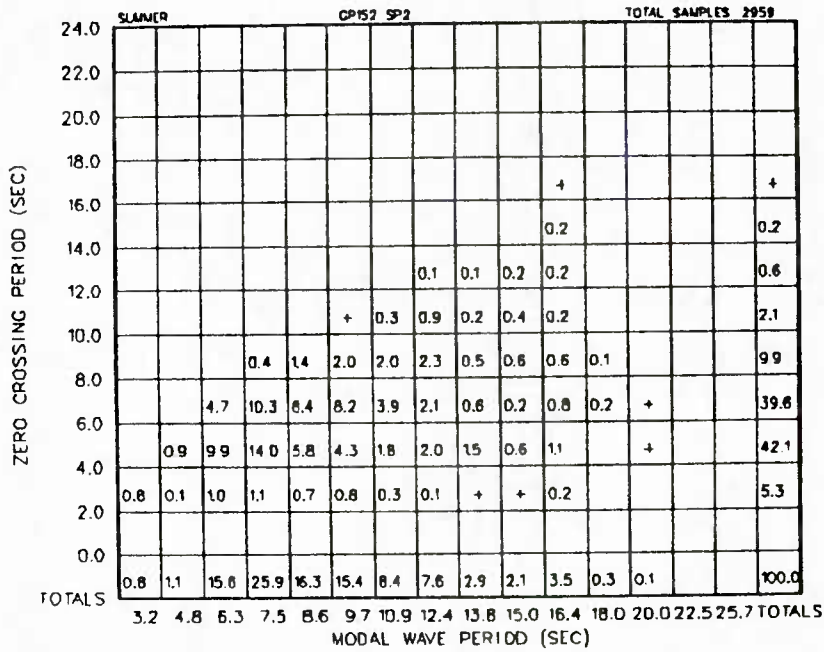 SUMMER GP152 SP2 TOTAL SAMPLES 2959
24.0
22.0
20.0
18.0
+ +
16.0
0.2 0.2
14.0
0.1 0.1 0.2 0.2 0.6
12.0
+ 0.3 0.9 0.2 0.4 0.2 2.1
10.0
0.4 1.4 2.0 2.0 2.3 0.5 0.6 0.6 0.1 9.9
8.0
4.7 10.3 8.4 8.2 3.9 2.1 0.6 0.2 0.8 0.2 + 39.6
6.0
0.9 9.9 14.0 5.8 4.3 1.8 2.0 1.5 0.6 1.1 + 42.1
4.0
0.8 0.1 1.0 1.1 0.7 0.8 0.3 0.1 + + 0.2 5.3
2.0
0.0
0.8 1.1 15.6 25.9 16.3 15.4 8.4 7.6 2.9 2.1 3.5 0.3 0.1 100.0
TOTALS
3.2 4.8 6.3 7.5 8.6 9.7 10.9 12.4 13.8 15.0 16.4 18.0 20.0 22.5 25.7 TOTALS
MODAL WAVE PERIOD (SEC)
ZERO CROSSING PERIOD (SEC)